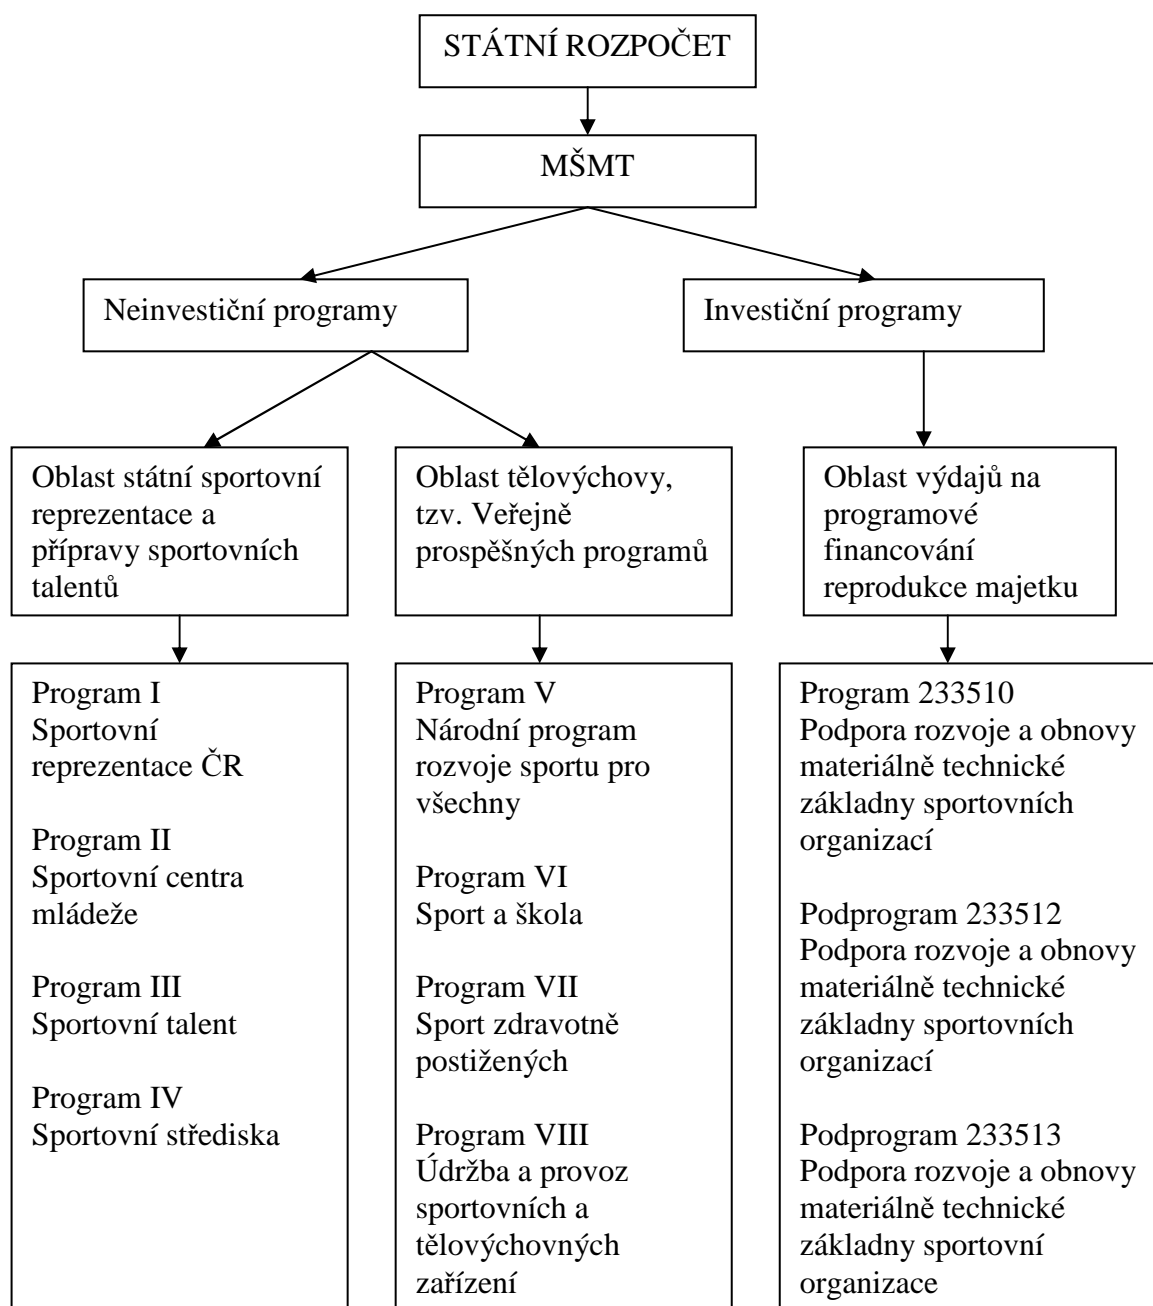 STÁTNÍ ROZPOČET
MŠMT
Neinvestiční programy
Investiční programy
Oblast státní sportovní
reprezentace a
přípravy sportovních
talentů
Oblast tělovýchovy,
tzv. Veřejně
prospěšných programů
Oblast výdajů na
programové
financování
reprodukce majetku
Program I
Sportovní
reprezentace ČR
Program II
Sportovní centra
mládeže
Program III
Sportovní talent
Program IV
Sportovní střediska
Program V
Národní program
rozvoje sportu pro
všechny
Program VI
Sport a škola
Program VII
Sport zdravotně
postižených
Program VIII
Údržba a provoz
sportovních a
tělovýchovných
zařízení
Program 233510
Podpora rozvoje a obnovy
materiálně technické
základny sportovních
organizací
Podprogram 233512
Podpora rozvoje a obnovy
materiálně technické
základny sportovních
organizací
Podprogram 233513
Podpora rozvoje a obnovy
materiálně technické
základny sportovní
organizace